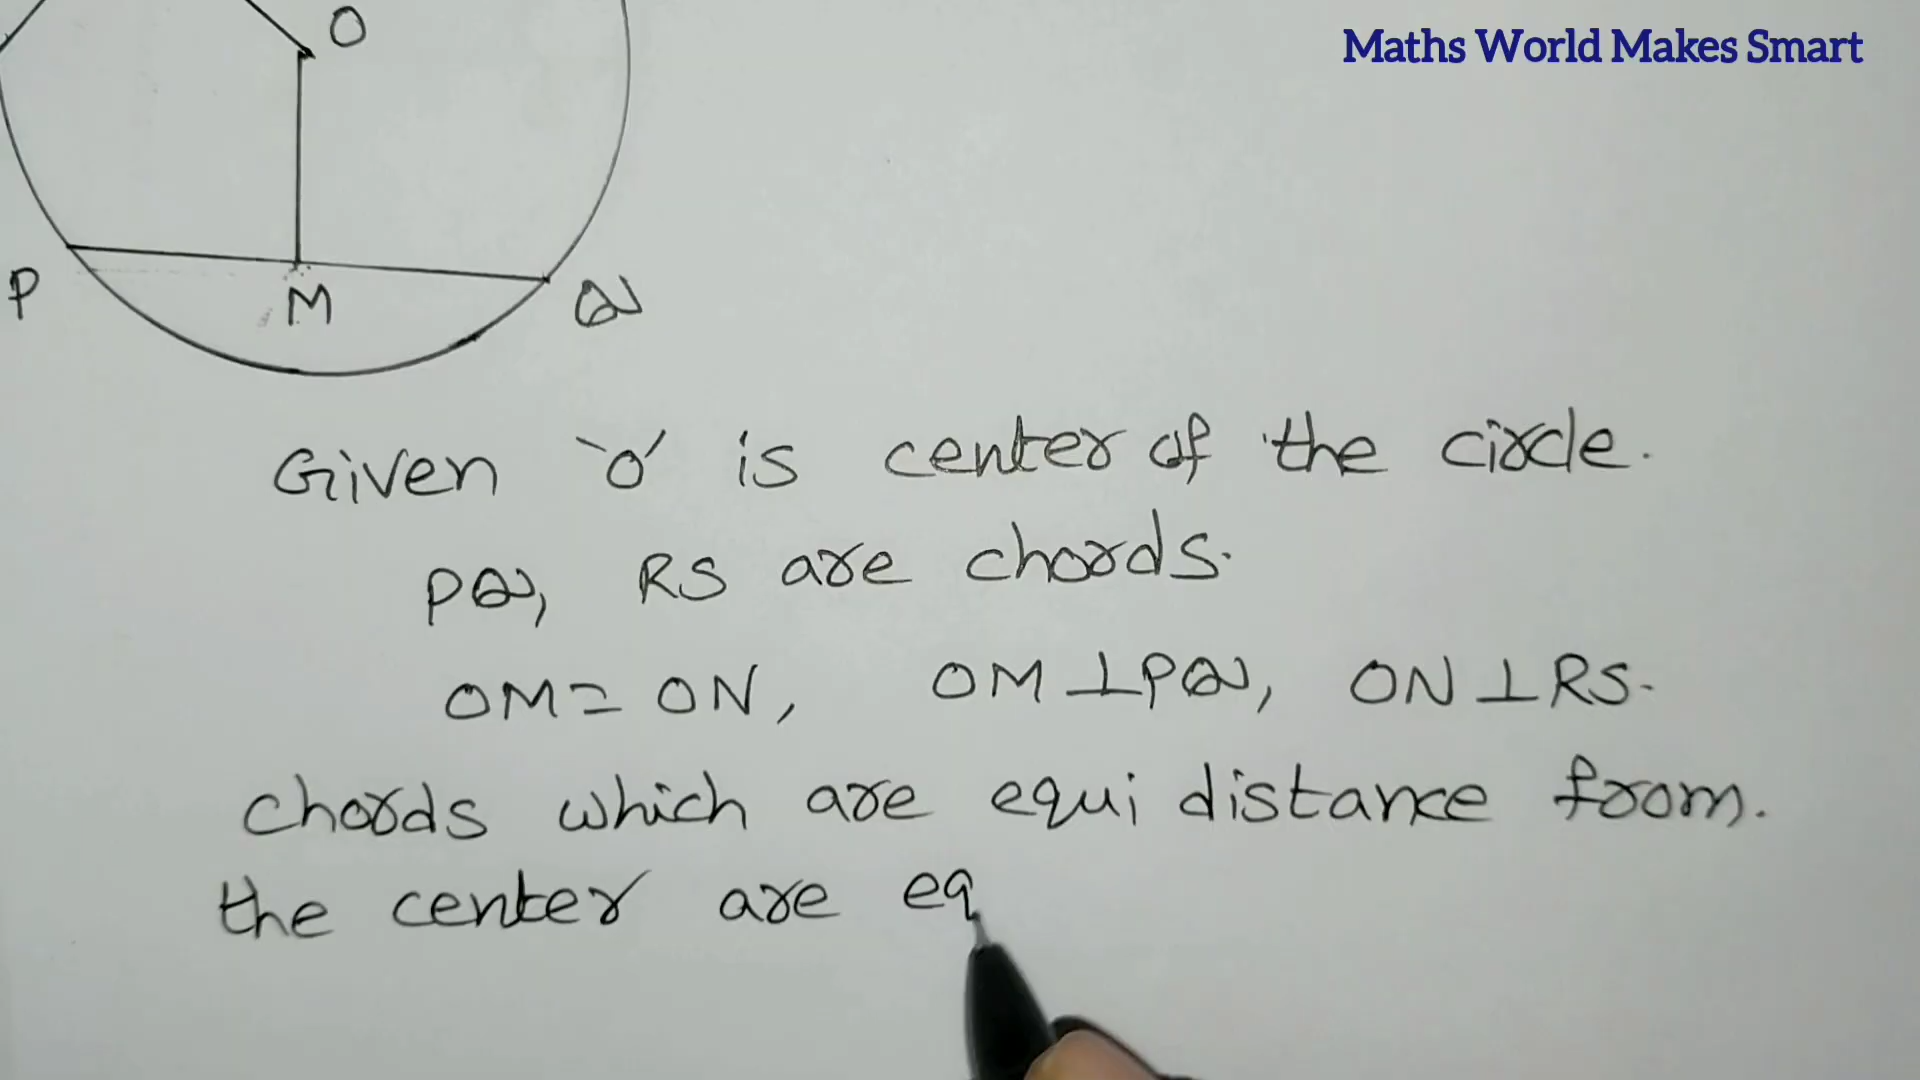 Maths World Makes Smart
O
P
M
Q
Given 'O' is center of the circle.
PQ, RS are chords.
OM = ON, OM ⊥ PQ, ON ⊥ RS.
chords which are equi distance from.
the center are eq